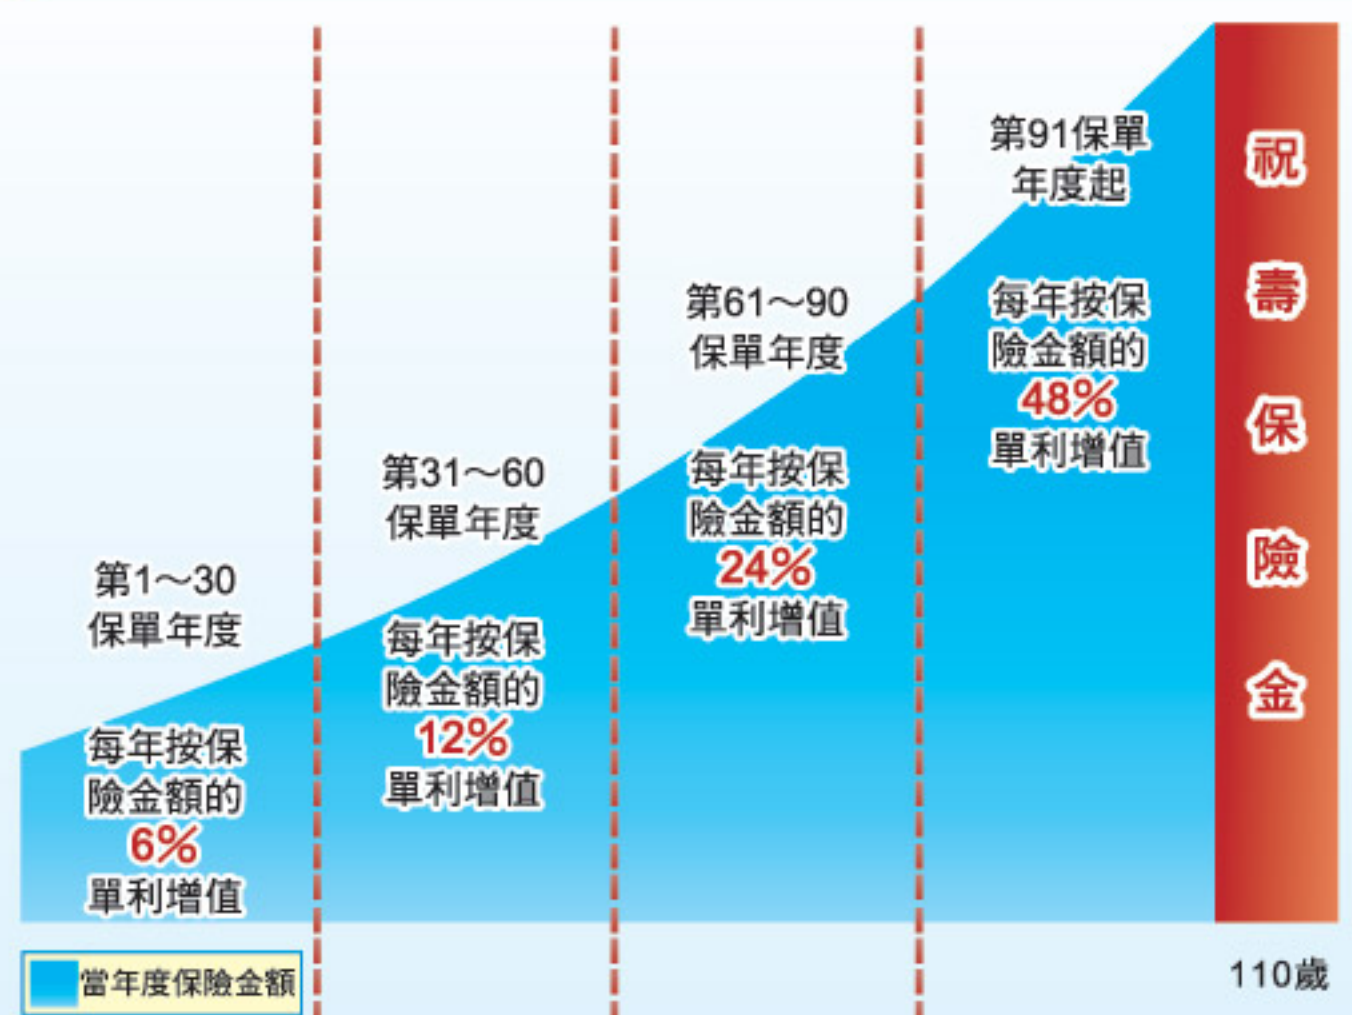 第1～30
保單年度
每年按保
險金額的
6%
單利增值
第31～60
保單年度
每年按保
險金額的
12%
單利增值
第61～90
保單年度
每年按保
險金額的
24%
單利增值
第91保單
年度起
每年按保
險金額的
48%
單利增值
祝壽保險金
110歲
當年度保險金額